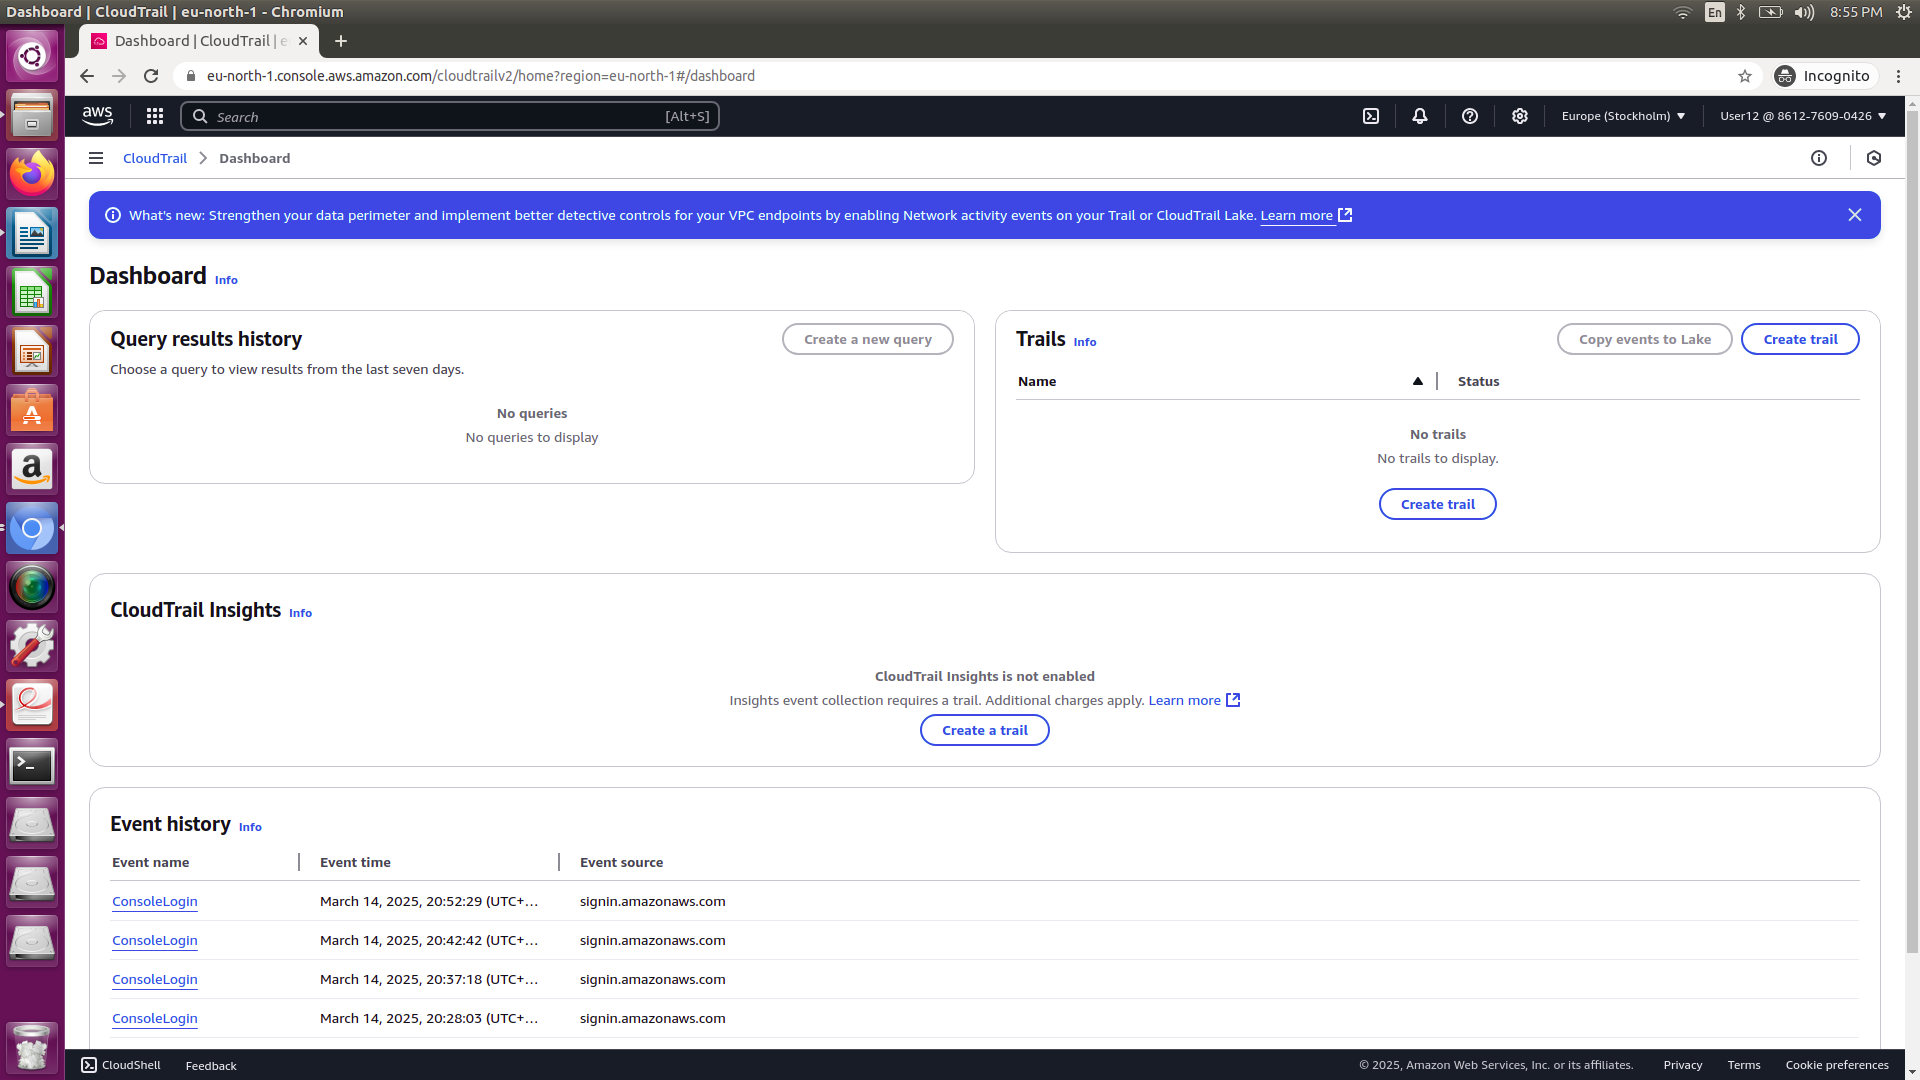 Dashboard | CloudTrail | eu-north-1 - Chromium
En
8:55 PM
Dashboard | CloudTrail | e
eu-north-1.console.aws.amazon.com/cloudtrailv2/home?region=eu-north-1#/dashboard
Incognito
aws
Search
[Alt+S]
Europe (Stockholm)
User12 @ 8612-7609-0426
CloudTrail
Dashboard
What's new: Strengthen your data perimeter and implement better detective controls for your VPC endpoints by enabling Network activity events on your Trail or CloudTrail Lake. Learn more
Dashboard Info
Query results history
Create a new query
Choose a query to view results from the last seven days.
No queries
No queries to display
Trails Info
Copy events to Lake
Create trail
Name
Status
No trails
No trails to display.
Create trail
CloudTrail Insights Info
CloudTrail Insights is not enabled
Insights event collection requires a trail. Additional charges apply. Learn more
Create a trail
Event history Info
Event name Event time Event source
ConsoleLogin March 14, 2025, 20:52:29 (UTC+... signin.amazonaws.com
ConsoleLogin March 14, 2025, 20:42:42 (UTC+... signin.amazonaws.com
ConsoleLogin March 14, 2025, 20:37:18 (UTC+... signin.amazonaws.com
ConsoleLogin March 14, 2025, 20:28:03 (UTC+... signin.amazonaws.com
CloudShell
Feedback
© 2025, Amazon Web Services, Inc. or its affiliates.
Privacy
Terms
Cookie preferences